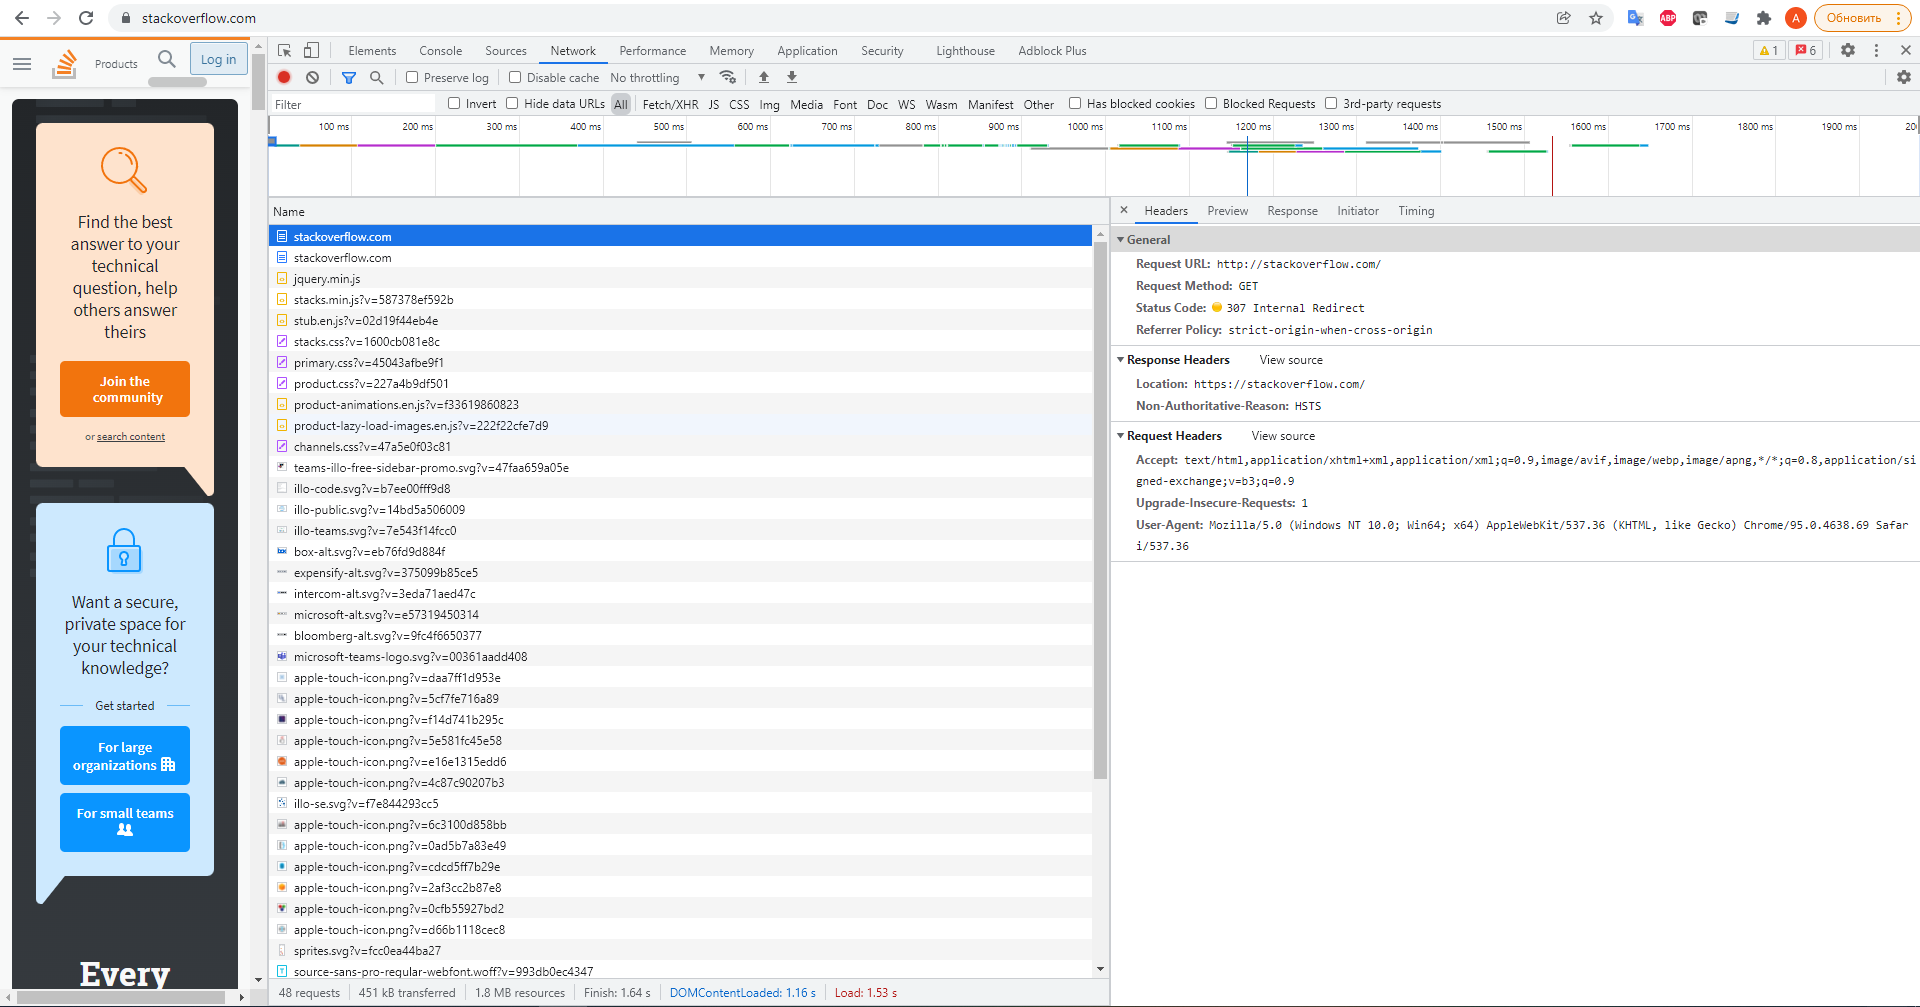 stackoverflow.com
Обновить
Products
Log in
Find the best
answer to your
technical
question, help
others answer
theirs
Join the
community
or search content
Want a secure,
private space for
your technical
knowledge?
Get started
For large
organizations
For small teams
Every
Elements Console Sources Network Performance Memory Application Security Lighthouse Adblock Plus 1 6
Preserve log Disable cache No throttling
Filter Invert Hide data URLs All Fetch/XHR JS CSS Img Media Font Doc WS Wasm Manifest Other Has blocked cookies Blocked Requests 3rd-party requests
100 ms 200 ms 300 ms 400 ms 500 ms 600 ms 700 ms 800 ms 900 ms 1000 ms 1100 ms 1200 ms 1300 ms 1400 ms 1500 ms 1600 ms 1700 ms 1800 ms 1900 ms 20
Name
stackoverflow.com
stackoverflow.com
jquery.min.js
stacks.min.js?v=587378ef592b
stub.en.js?v=02d19f44eb4e
stacks.css?v=1600cb081e8c
primary.css?v=45043afbe9f1
product.css?v=227a4b9df501
product-animations.en.js?v=f33619860823
product-lazy-load-images.en.js?v=222f22cfe7d9
channels.css?v=47a5e0f03c81
teams-illo-free-sidebar-promo.svg?v=47faa659a05e
illo-code.svg?v=b7ee00fff9d8
illo-public.svg?v=14bd5a506009
illo-teams.svg?v=7e543f14fcc0
box-alt.svg?v=eb76fd9d884f
expensify-alt.svg?v=375099b85ce5
intercom-alt.svg?v=3eda71aed47c
microsoft-alt.svg?v=e57319450314
bloomberg-alt.svg?v=9fc4f6650377
microsoft-teams-logo.svg?v=00361aadd408
apple-touch-icon.png?v=daa7ff1d953e
apple-touch-icon.png?v=5cf7fe716a89
apple-touch-icon.png?v=f14d741b295c
apple-touch-icon.png?v=5e581fc45e58
apple-touch-icon.png?v=e16e1315edd6
apple-touch-icon.png?v=4c87c90207b3
illo-se.svg?v=f7e844293cc5
apple-touch-icon.png?v=6c3100d858bb
apple-touch-icon.png?v=0ad5b7a83e49
apple-touch-icon.png?v=cdcd5ff7b29e
apple-touch-icon.png?v=2af3cc2b87e8
apple-touch-icon.png?v=0cfb55927bd2
apple-touch-icon.png?v=d66b1118cec8
sprites.svg?v=fcc0ea44ba27
source-sans-pro-regular-webfont.woff?v=993db0ec4347
48 requests 451 kB transferred 1.8 MB resources Finish: 1.64 s DOMContentLoaded: 1.16 s Load: 1.53 s
Headers Preview Response Initiator Timing
General
Request URL: http://stackoverflow.com/
Request Method: GET
Status Code: 307 Internal Redirect
Referrer Policy: strict-origin-when-cross-origin
Response Headers View source
Location: https://stackoverflow.com/
Non-Authoritative-Reason: HSTS
Request Headers View source
Accept: text/html,application/xhtml+xml,application/xml;q=0.9,image/avif,image/webp,image/apng,*/*;q=0.8,application/si
gned-exchange;v=b3;q=0.9
Upgrade-Insecure-Requests: 1
User-Agent: Mozilla/5.0 (Windows NT 10.0; Win64; x64) AppleWebKit/537.36 (KHTML, like Gecko) Chrome/95.0.4638.69 Safar
i/537.36
A
ABP